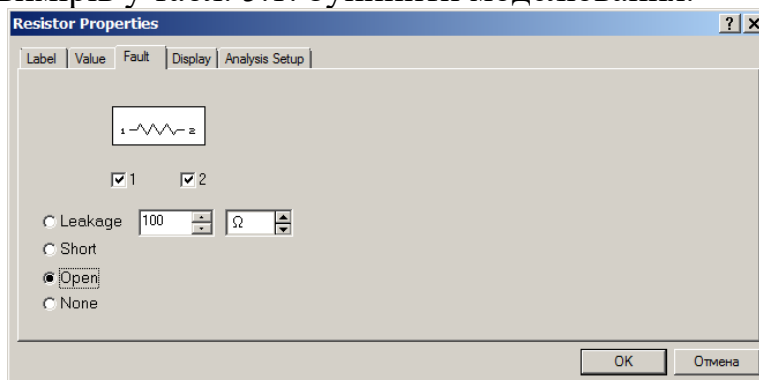 Resistor Properties
Label Value Fault Display Analysis Setup
1 2
1 2
Leakage 100 Ω
Short
Open
None
OK Отмена